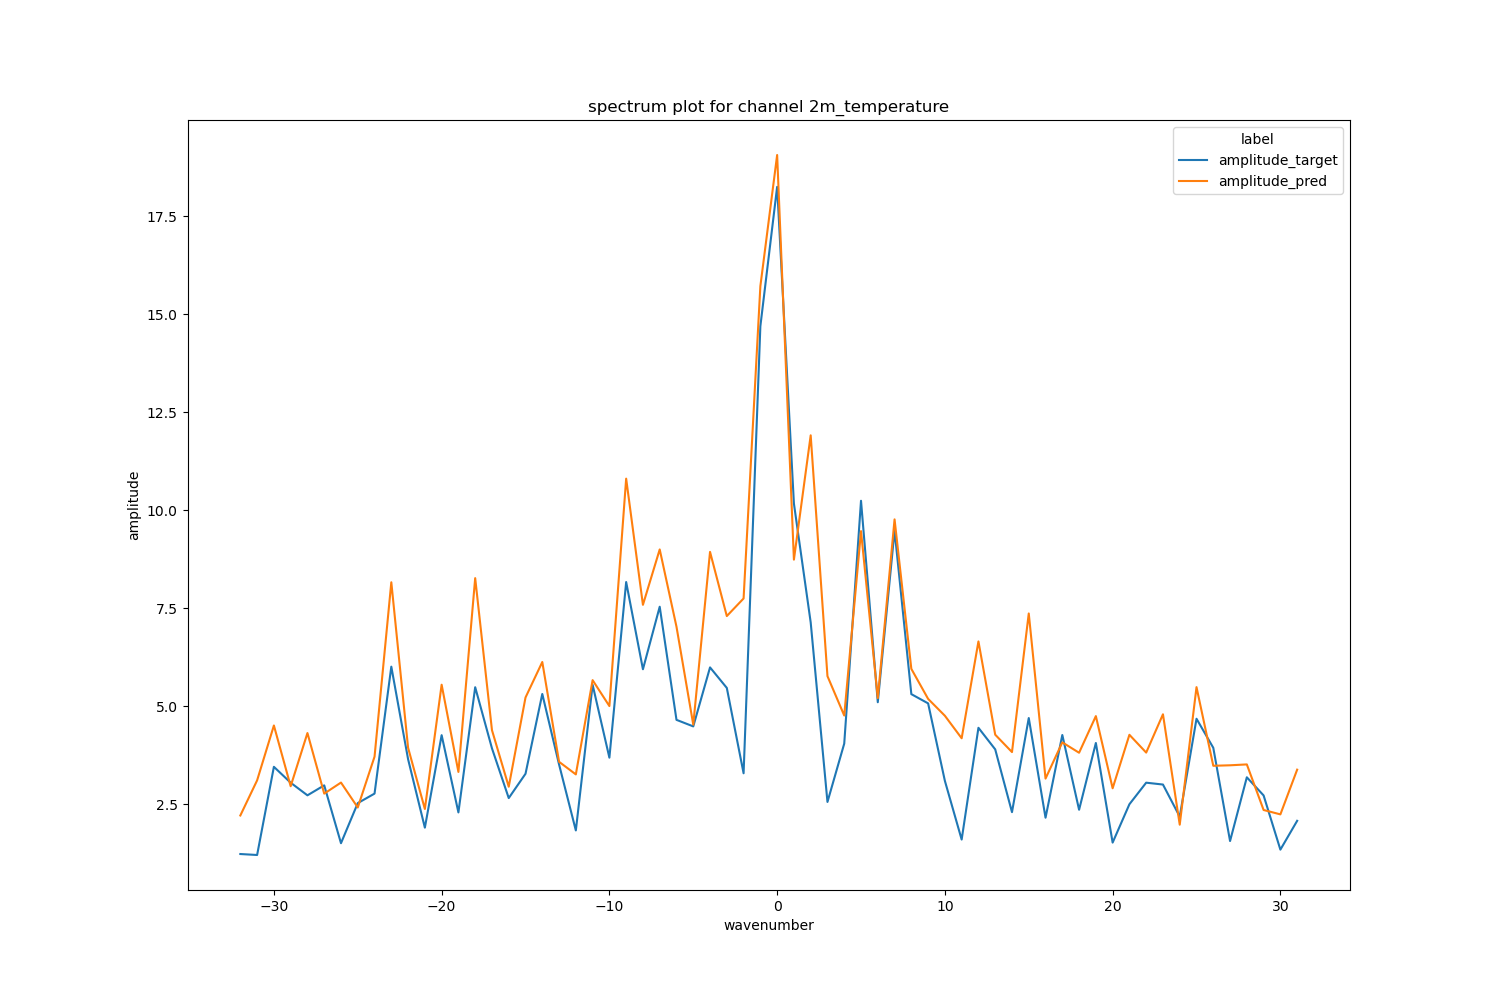 spectrum plot for channel 2m_temperature
label
amplitude_target
amplitude_pred
17.5
15.0
12.5
10.0
7.5
5.0
2.5
amplitude
−30
−20
−10
0
10
20
30
wavenumber